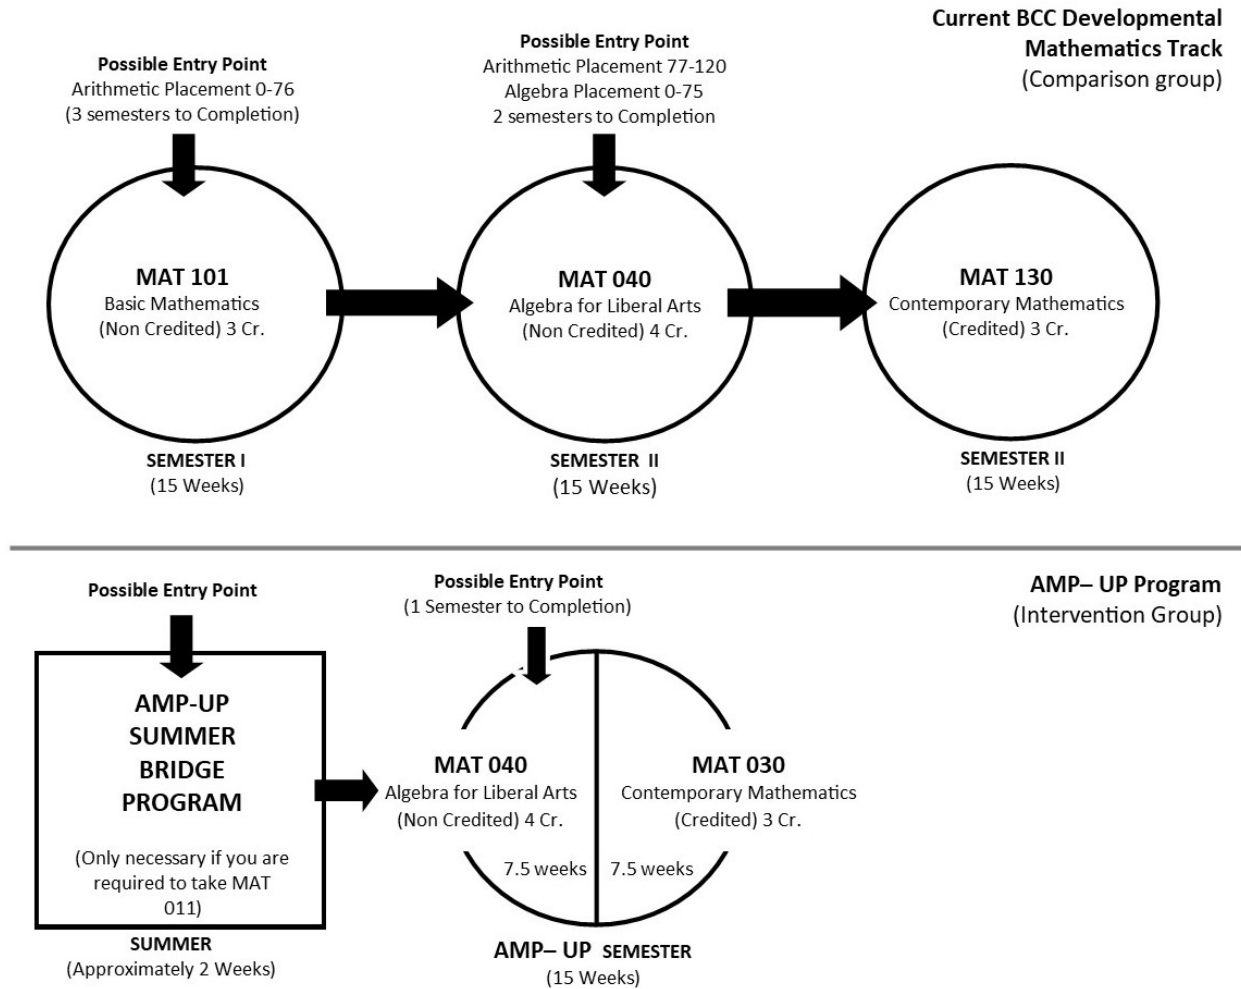 Current BCC Developmental
Mathematics Track
(Comparison group)
Possible Entry Point
Arithmetic Placement 0-76
(3 semesters to Completion)
Possible Entry Point
Arithmetic Placement 77-120
Algebra Placement 0-75
2 semesters to Completion
MAT 101
Basic Mathematics
(Non Credited) 3 Cr.
MAT 040
Algebra for Liberal Arts
(Non Credited) 4 Cr.
MAT 130
Contemporary Mathematics
(Credited) 3 Cr.
SEMESTER I
(15 Weeks)
SEMESTER II
(15 Weeks)
SEMESTER II
(15 Weeks)
AMP– UP Program
(Intervention Group)
Possible Entry Point
Possible Entry Point
(1 Semester to Completion)
AMP-UP
SUMMER
BRIDGE
PROGRAM
(Only necessary if you are
required to take MAT
011)
SUMMER
(Approximately 2 Weeks)
MAT 040
Algebra for Liberal Arts
(Non Credited) 4 Cr.
7.5 weeks
MAT 030
Contemporary Mathematics
(Credited) 3 Cr.
7.5 weeks
AMP– UP SEMESTER
(15 Weeks)